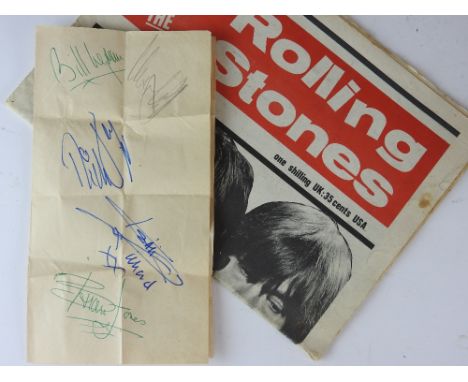 Bill Wyman
Keith
Richard
Brian Jones
THE
Rolling
Stones
one shilling UK: 35 cents USA.